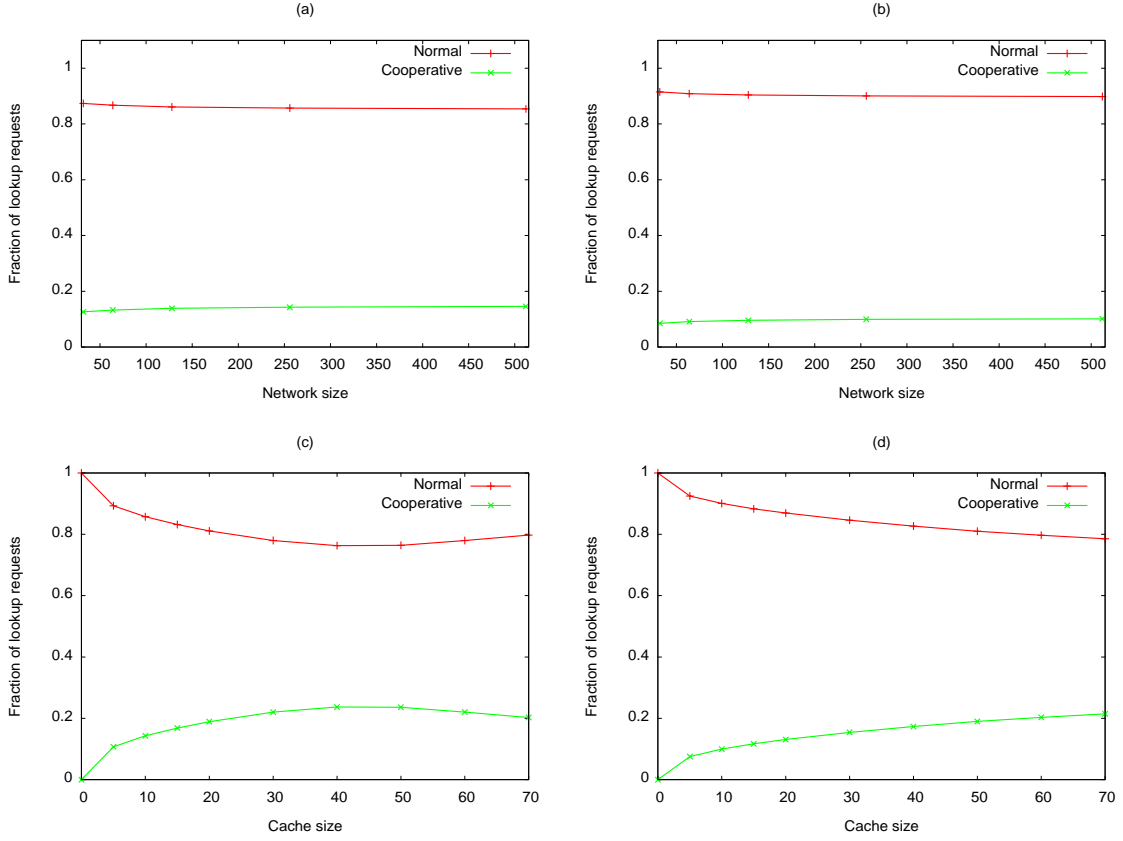 (a)
Fraction of lookup requests
1
0.8
0.6
0.4
0.2
0
Normal
Cooperative
50 100 150 200 250 300 350 400 450 500
Network size
(b)
Fraction of lookup requests
1
0.8
0.6
0.4
0.2
0
Normal
Cooperative
50 100 150 200 250 300 350 400 450 500
Network size
(c)
Fraction of lookup requests
1
0.8
0.6
0.4
0.2
0
Normal
Cooperative
0 10 20 30 40 50 60 70
Cache size
(d)
Fraction of lookup requests
1
0.8
0.6
0.4
0.2
0
Normal
Cooperative
0 10 20 30 40 50 60 70
Cache size